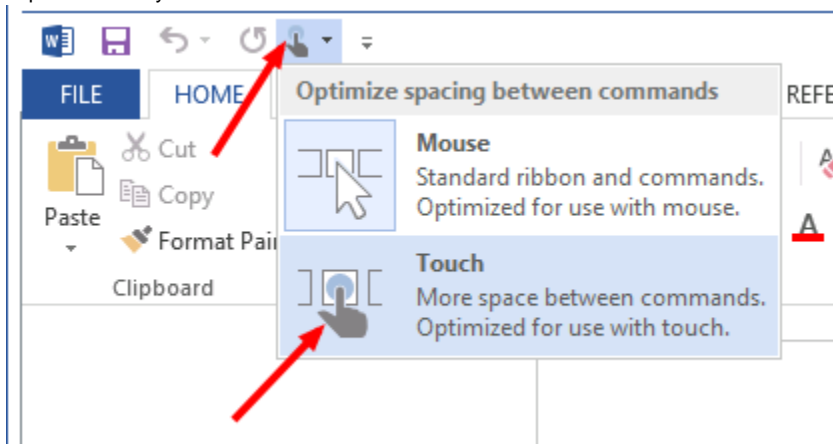 FILE
HOME
Optimize spacing between commands
Cut
Copy
Paste
Format Pai
Clipboard
Mouse
Standard ribbon and commands.
Optimized for use with mouse.
Touch
More space between commands.
Optimized for use with touch.
REFE
A